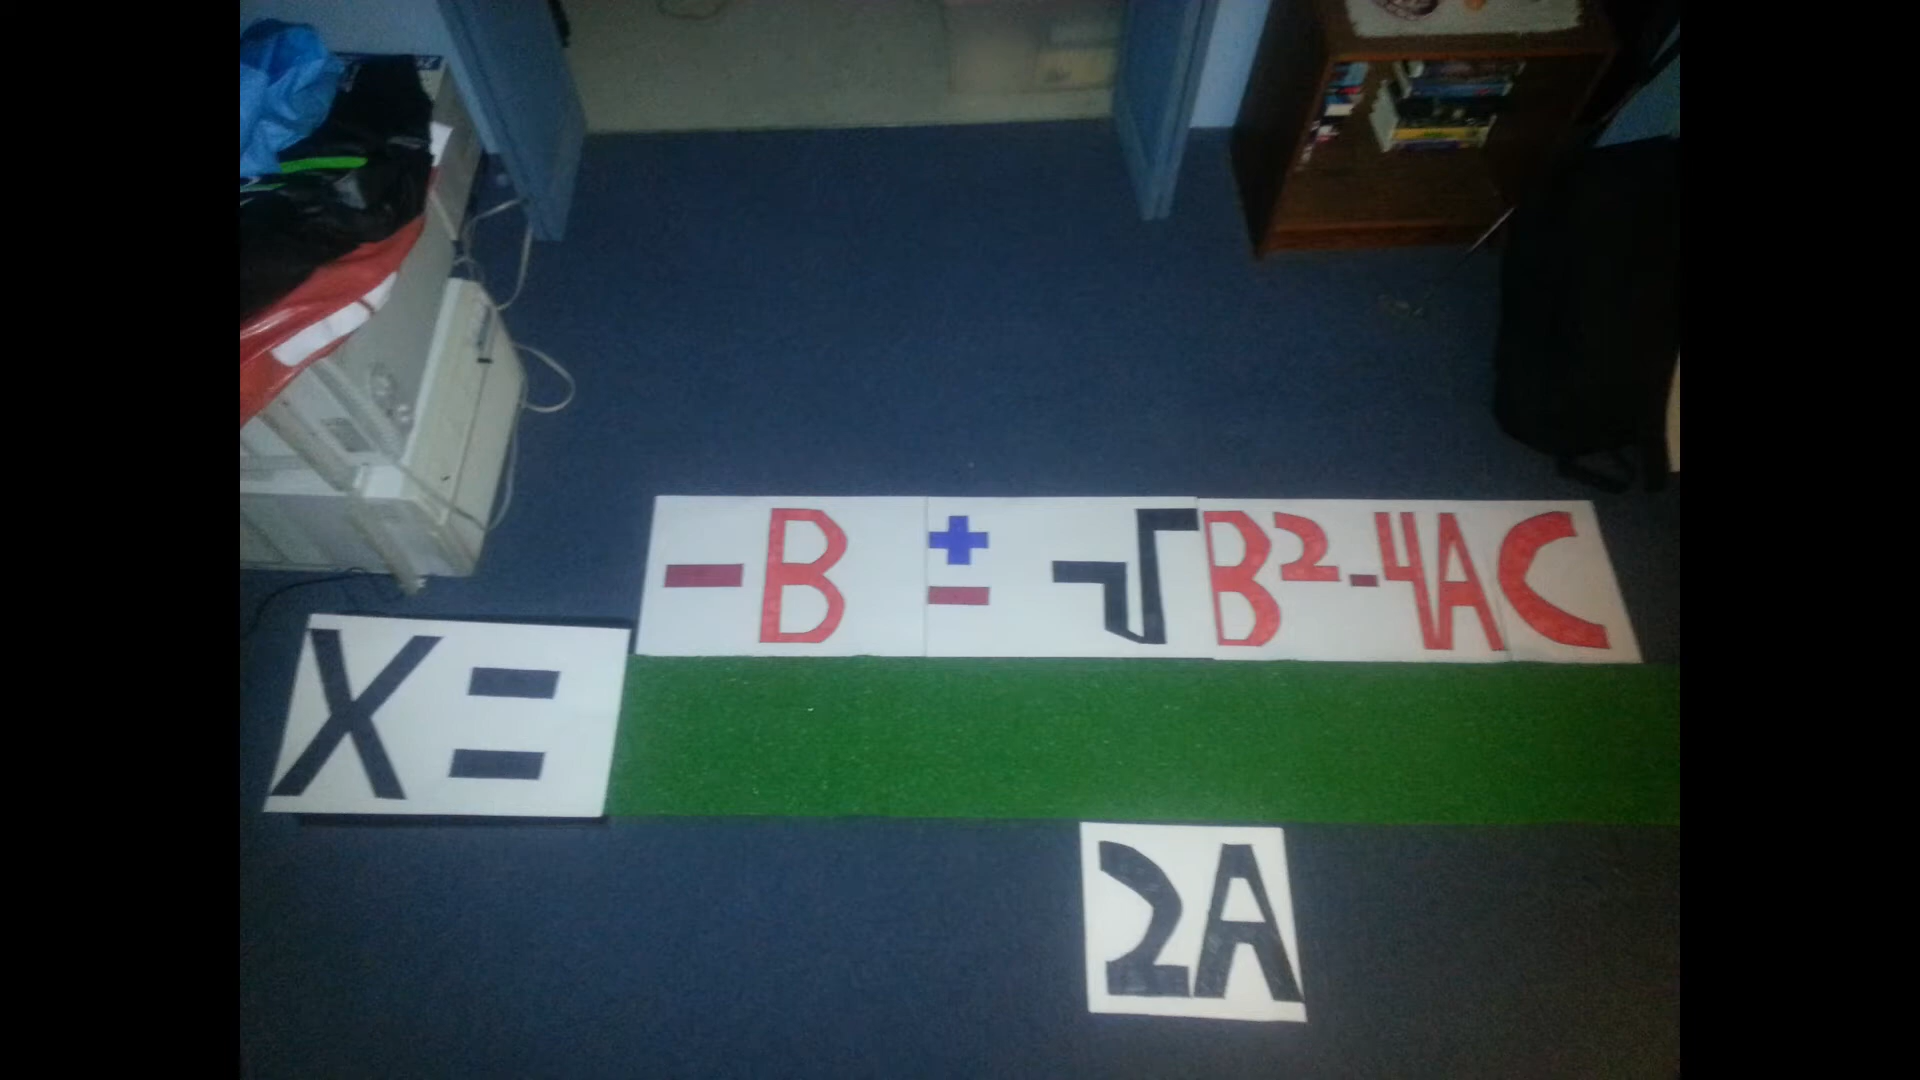 -B ± √B²-4AC
X =
2A